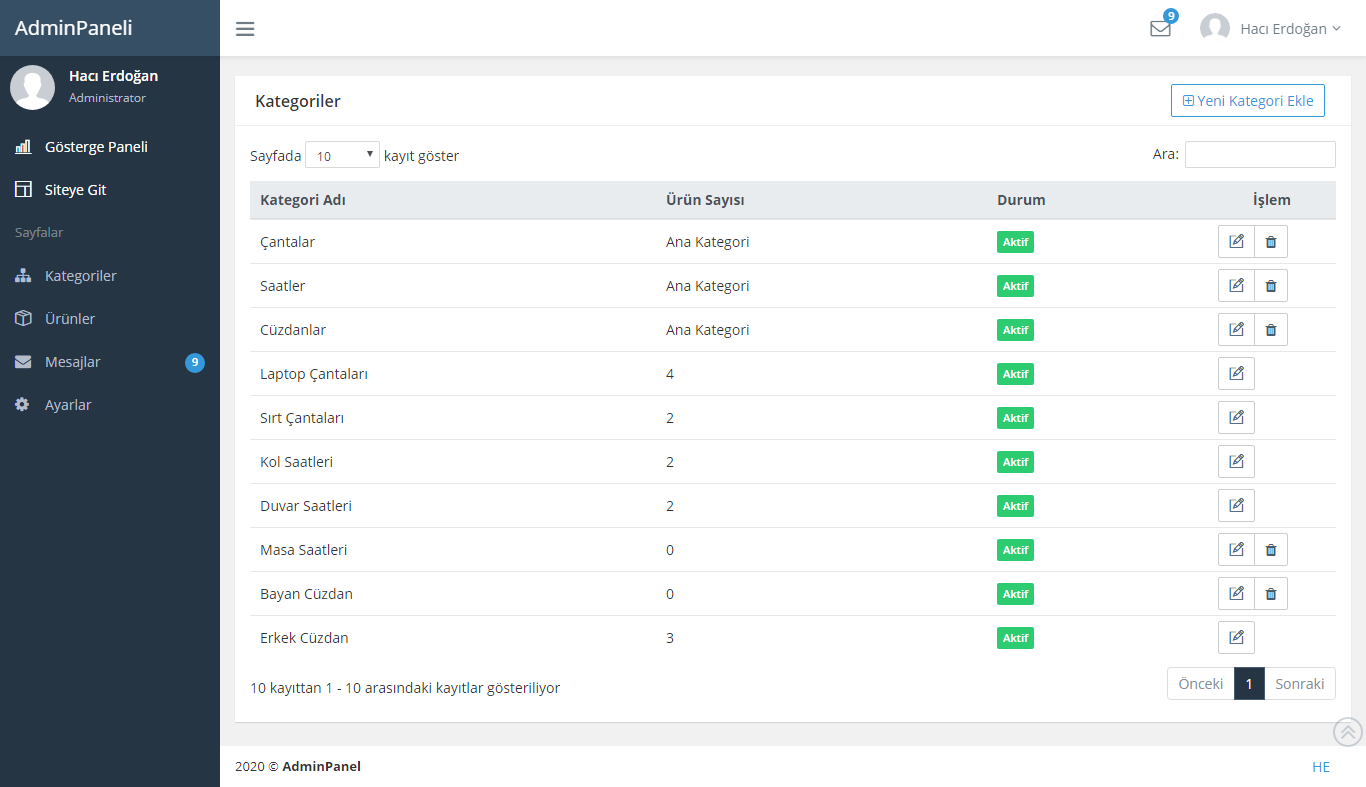 AdminPaneli
9
Hacı Erdoğan
Hacı Erdoğan
Administrator
Gösterge Paneli
Siteye Git
Sayfalar
Kategoriler
Ürünler
Mesajlar 9
Ayarlar
Kategoriler
Yeni Kategori Ekle
Sayfada 10 kayıt göster
Ara:
Kategori Adı Ürün Sayısı Durum İşlem
Çantalar Ana Kategori Aktif
Saatler Ana Kategori Aktif
Cüzdanlar Ana Kategori Aktif
Laptop Çantaları 4 Aktif
Sırt Çantaları 2 Aktif
Kol Saatleri 2 Aktif
Duvar Saatleri 2 Aktif
Masa Saatleri 0 Aktif
Bayan Cüzdan 0 Aktif
Erkek Cüzdan 3 Aktif
10 kayıttan 1 - 10 arasındaki kayıtlar gösteriliyor
Önceki 1 Sonraki
2020 © AdminPanel
HE